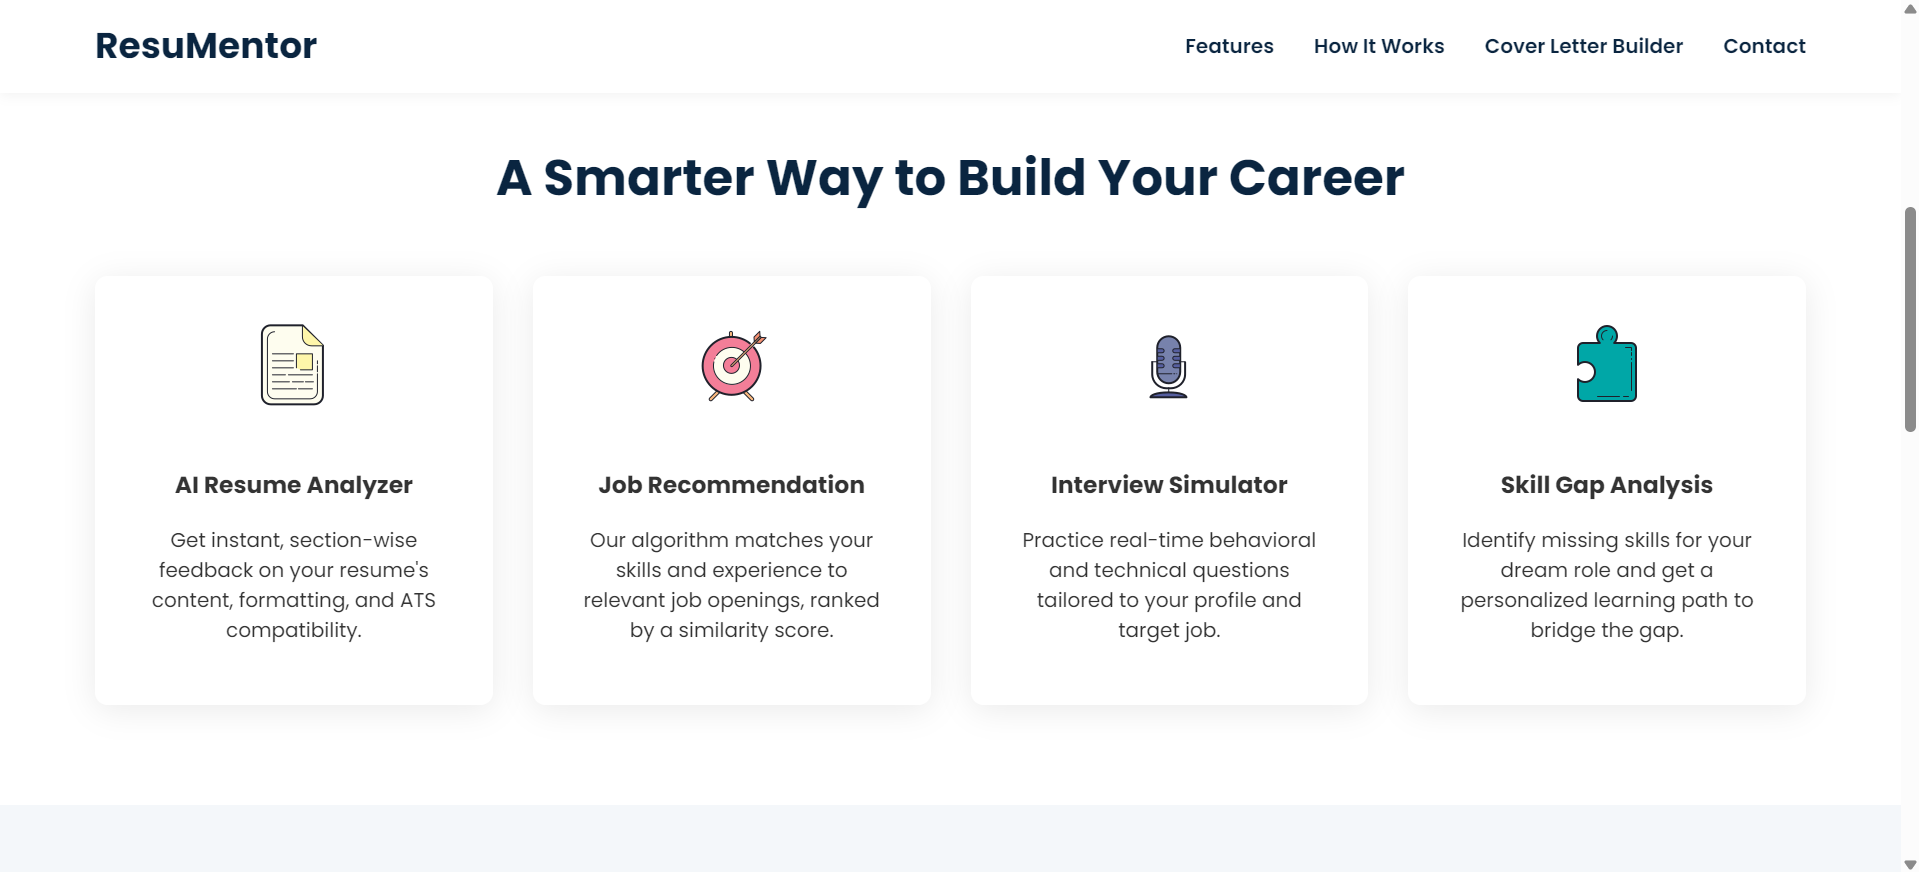 ResuMentor
Features
How It Works
Cover Letter Builder
Contact
A Smarter Way to Build Your Career
AI Resume Analyzer
Get instant, section-wise
feedback on your resume's
content, formatting, and ATS
compatibility.
Job Recommendation
Our algorithm matches your
skills and experience to
relevant job openings, ranked
by a similarity score.
Interview Simulator
Practice real-time behavioral
and technical questions
tailored to your profile and
target job.
Skill Gap Analysis
Identify missing skills for your
dream role and get a
personalized learning path to
bridge the gap.